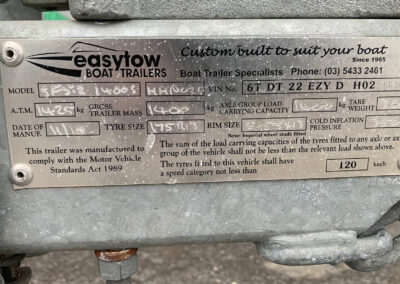 easytow
BOAT TRAILERS
Custom built to suit your boat
Since 1965
Boat Trailer Specialists Phone: (03) 5433 2461
MODEL 1400S VIN No. 6T DT 22 EZY D H02
A.T.M. 1425 kg GROSS TRAILER MASS 1400 kg AXLE GROUP LOAD CARRYING CAPACITY 1400 kg TARE WEIGHT
DATE OF MANUF. 11/ TYRE SIZE RIM SIZE COLD INFLATION PRESSURE
Note: Imperial wheel studs fitted
This trailer was manufactured to
comply with the Motor Vehicle
Standards Act 1989
The sum of the load carrying capacities of the tyres fitted to any axle or axle
group of the vehicle shall not be less than the relevant load shown above.
The tyres fitted to this vehicle shall have
a speed category not less than 120 km/h